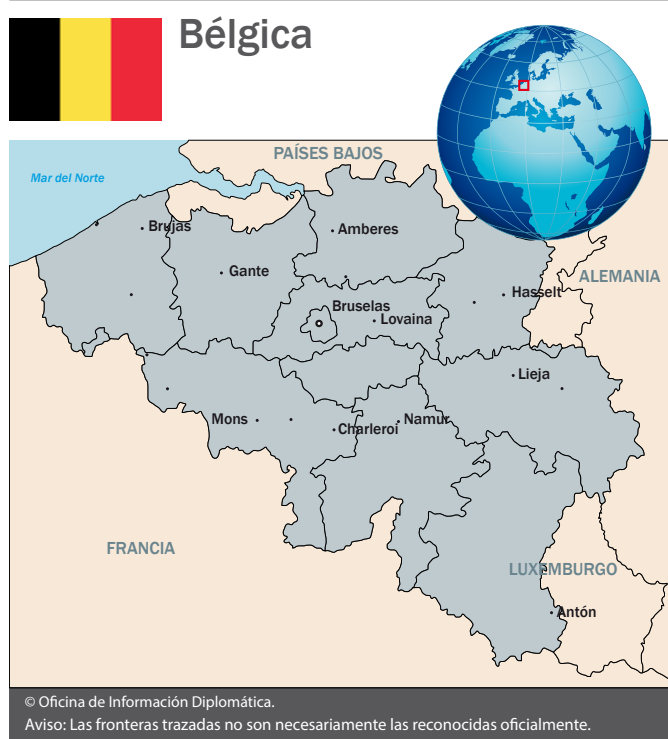 Bélgica
PAÍSES BAJOS
Mar del Norte
Brujas
Amberes
Gante
ALEMANIA
Hasselt
Bruselas
Lovaina
Lieja
Mons
Charleroi
Namur
FRANCIA
LUXEMBURGO
Antón
© Oficina de Información Diplomática.
Aviso: Las fronteras trazadas no son necesariamente las reconocidas oficialmente.